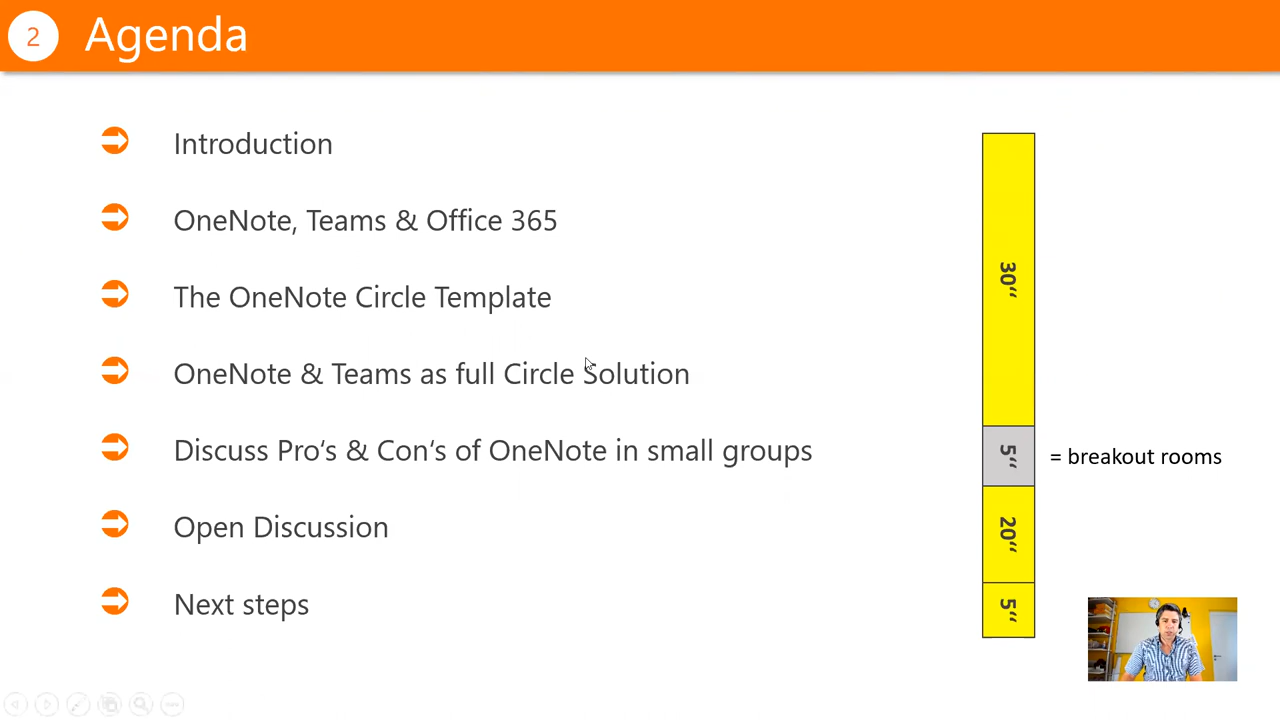 2
Agenda
Introduction
OneNote, Teams & Office 365
The OneNote Circle Template
OneNote & Teams as full Circle Solution
Discuss Pro‘s & Con‘s of OneNote in small groups
Open Discussion
Next steps
30“
5“
= breakout rooms
20“
5“